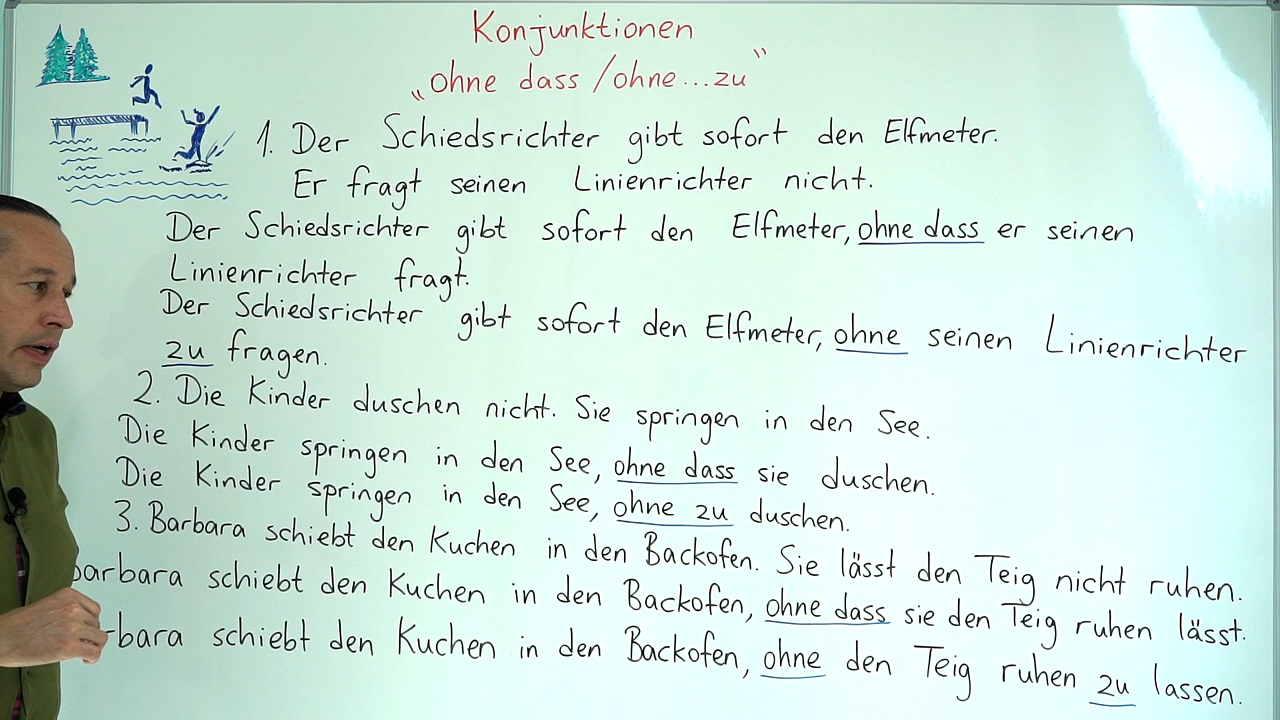 Konjunktionen
„ohne dass /ohne...zu"
1. Der Schiedsrichter gibt sofort den Elfmeter.
Er fragt seinen Linienrichter nicht.
Der Schiedsrichter gibt sofort den Elfmeter, ohne dass er seinen
Linienrichter fragt.
Der Schiedsrichter gibt sofort den Elfmeter, ohne seinen Linienrichter
zu fragen.
2. Die Kinder duschen nicht. Sie springen in den See.
Die Kinder springen in den See, ohne dass sie duschen.
Die Kinder springen in den See, ohne zu duschen.
3. Barbara schiebt den Kuchen in den Backofen. Sie lässt den Teig nicht ruhen.
Barbara schiebt den Kuchen in den Backofen, ohne dass sie den Teig ruhen lässt.
rbara schiebt den Kuchen in den Backofen, ohne den Teig ruhen zu lassen.